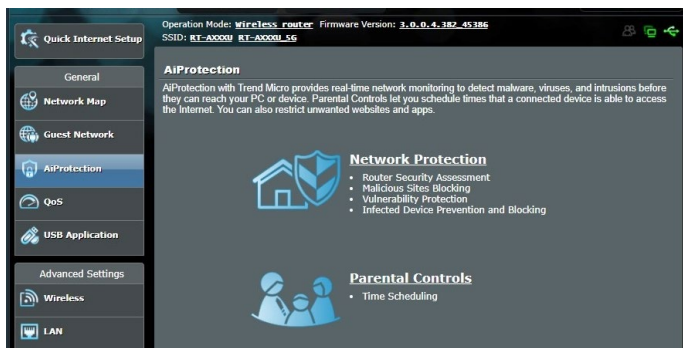 Quick Internet Setup
General
Network Map
Guest Network
AiProtection
QoS
USB Application
Advanced Settings
Wireless
LAN
Operation Mode: Wireless router Firmware Version: 3.0.0.4.382_45386
SSID: RT-AXXXU RT-AXXXU_5G
AiProtection
AiProtection with Trend Micro provides real-time network monitoring to detect malware, viruses, and intrusions before
they can reach your PC or device. Parental Controls let you schedule times that a connected device is able to access
the Internet. You can also restrict unwanted websites and apps.
Network Protection
• Router Security Assessment
• Malicious Sites Blocking
• Vulnerability Protection
• Infected Device Prevention and Blocking
Parental Controls
• Time Scheduling